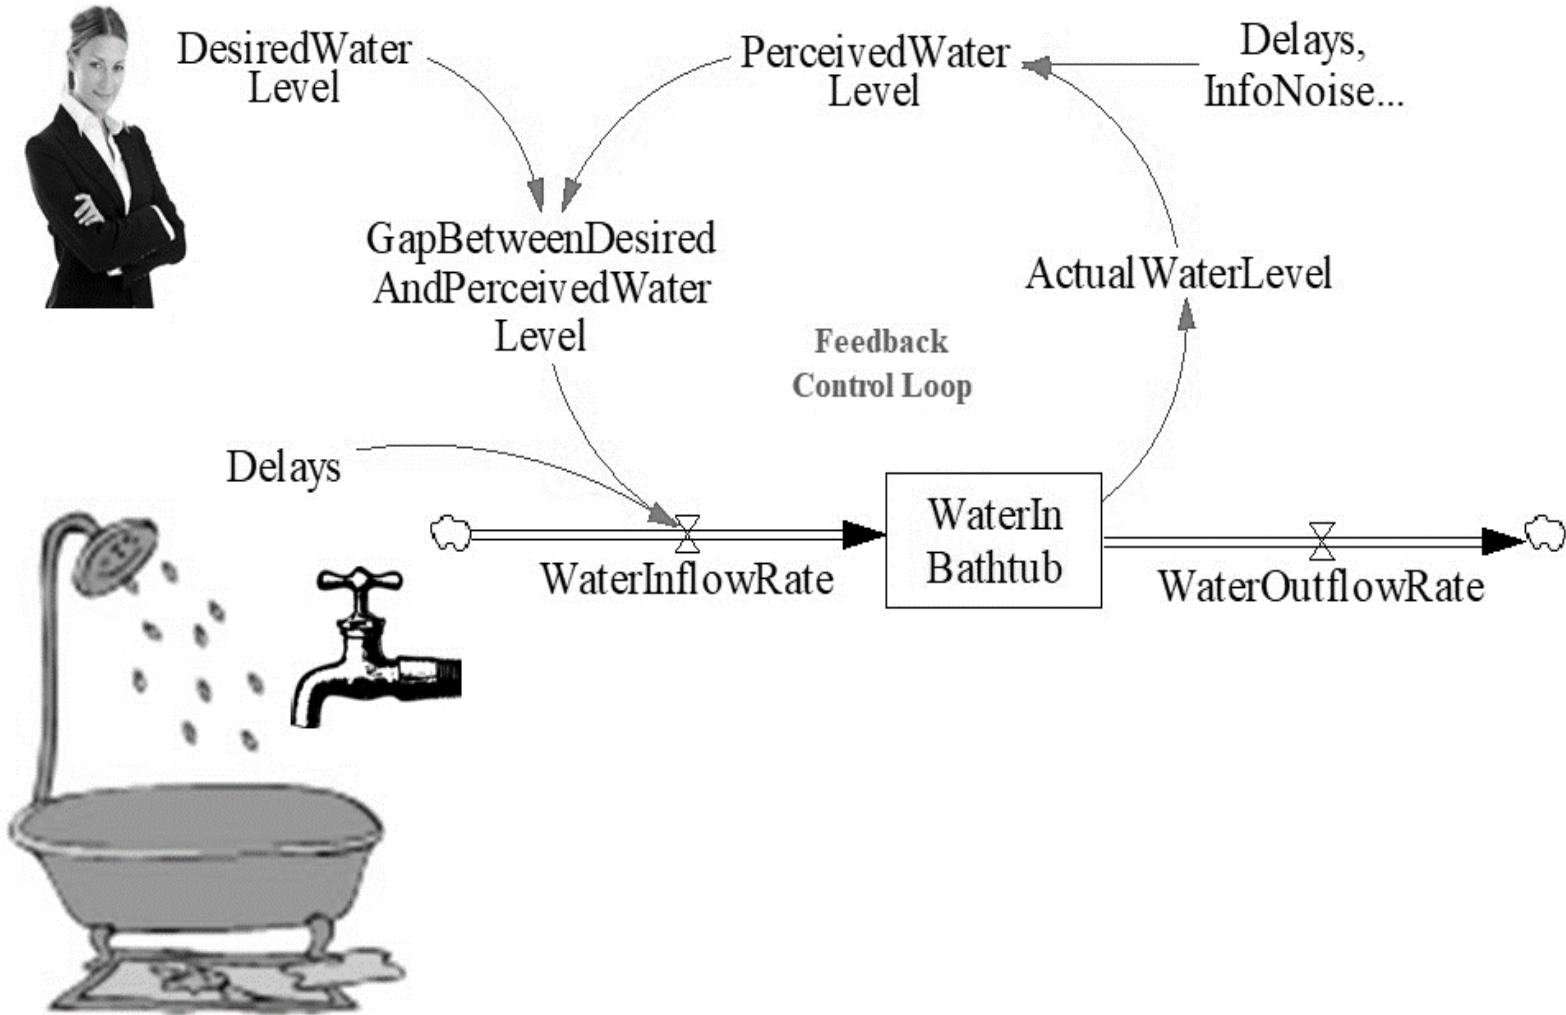 DesiredWater
Level
PerceivedWater
Level
Delays,
InfoNoise...
GapBetweenDesired
AndPerceivedWater
Level
ActualWaterLevel
Feedback
Control Loop
Delays
WaterIn
Bathtub
WaterInflowRate
WaterOutflowRate